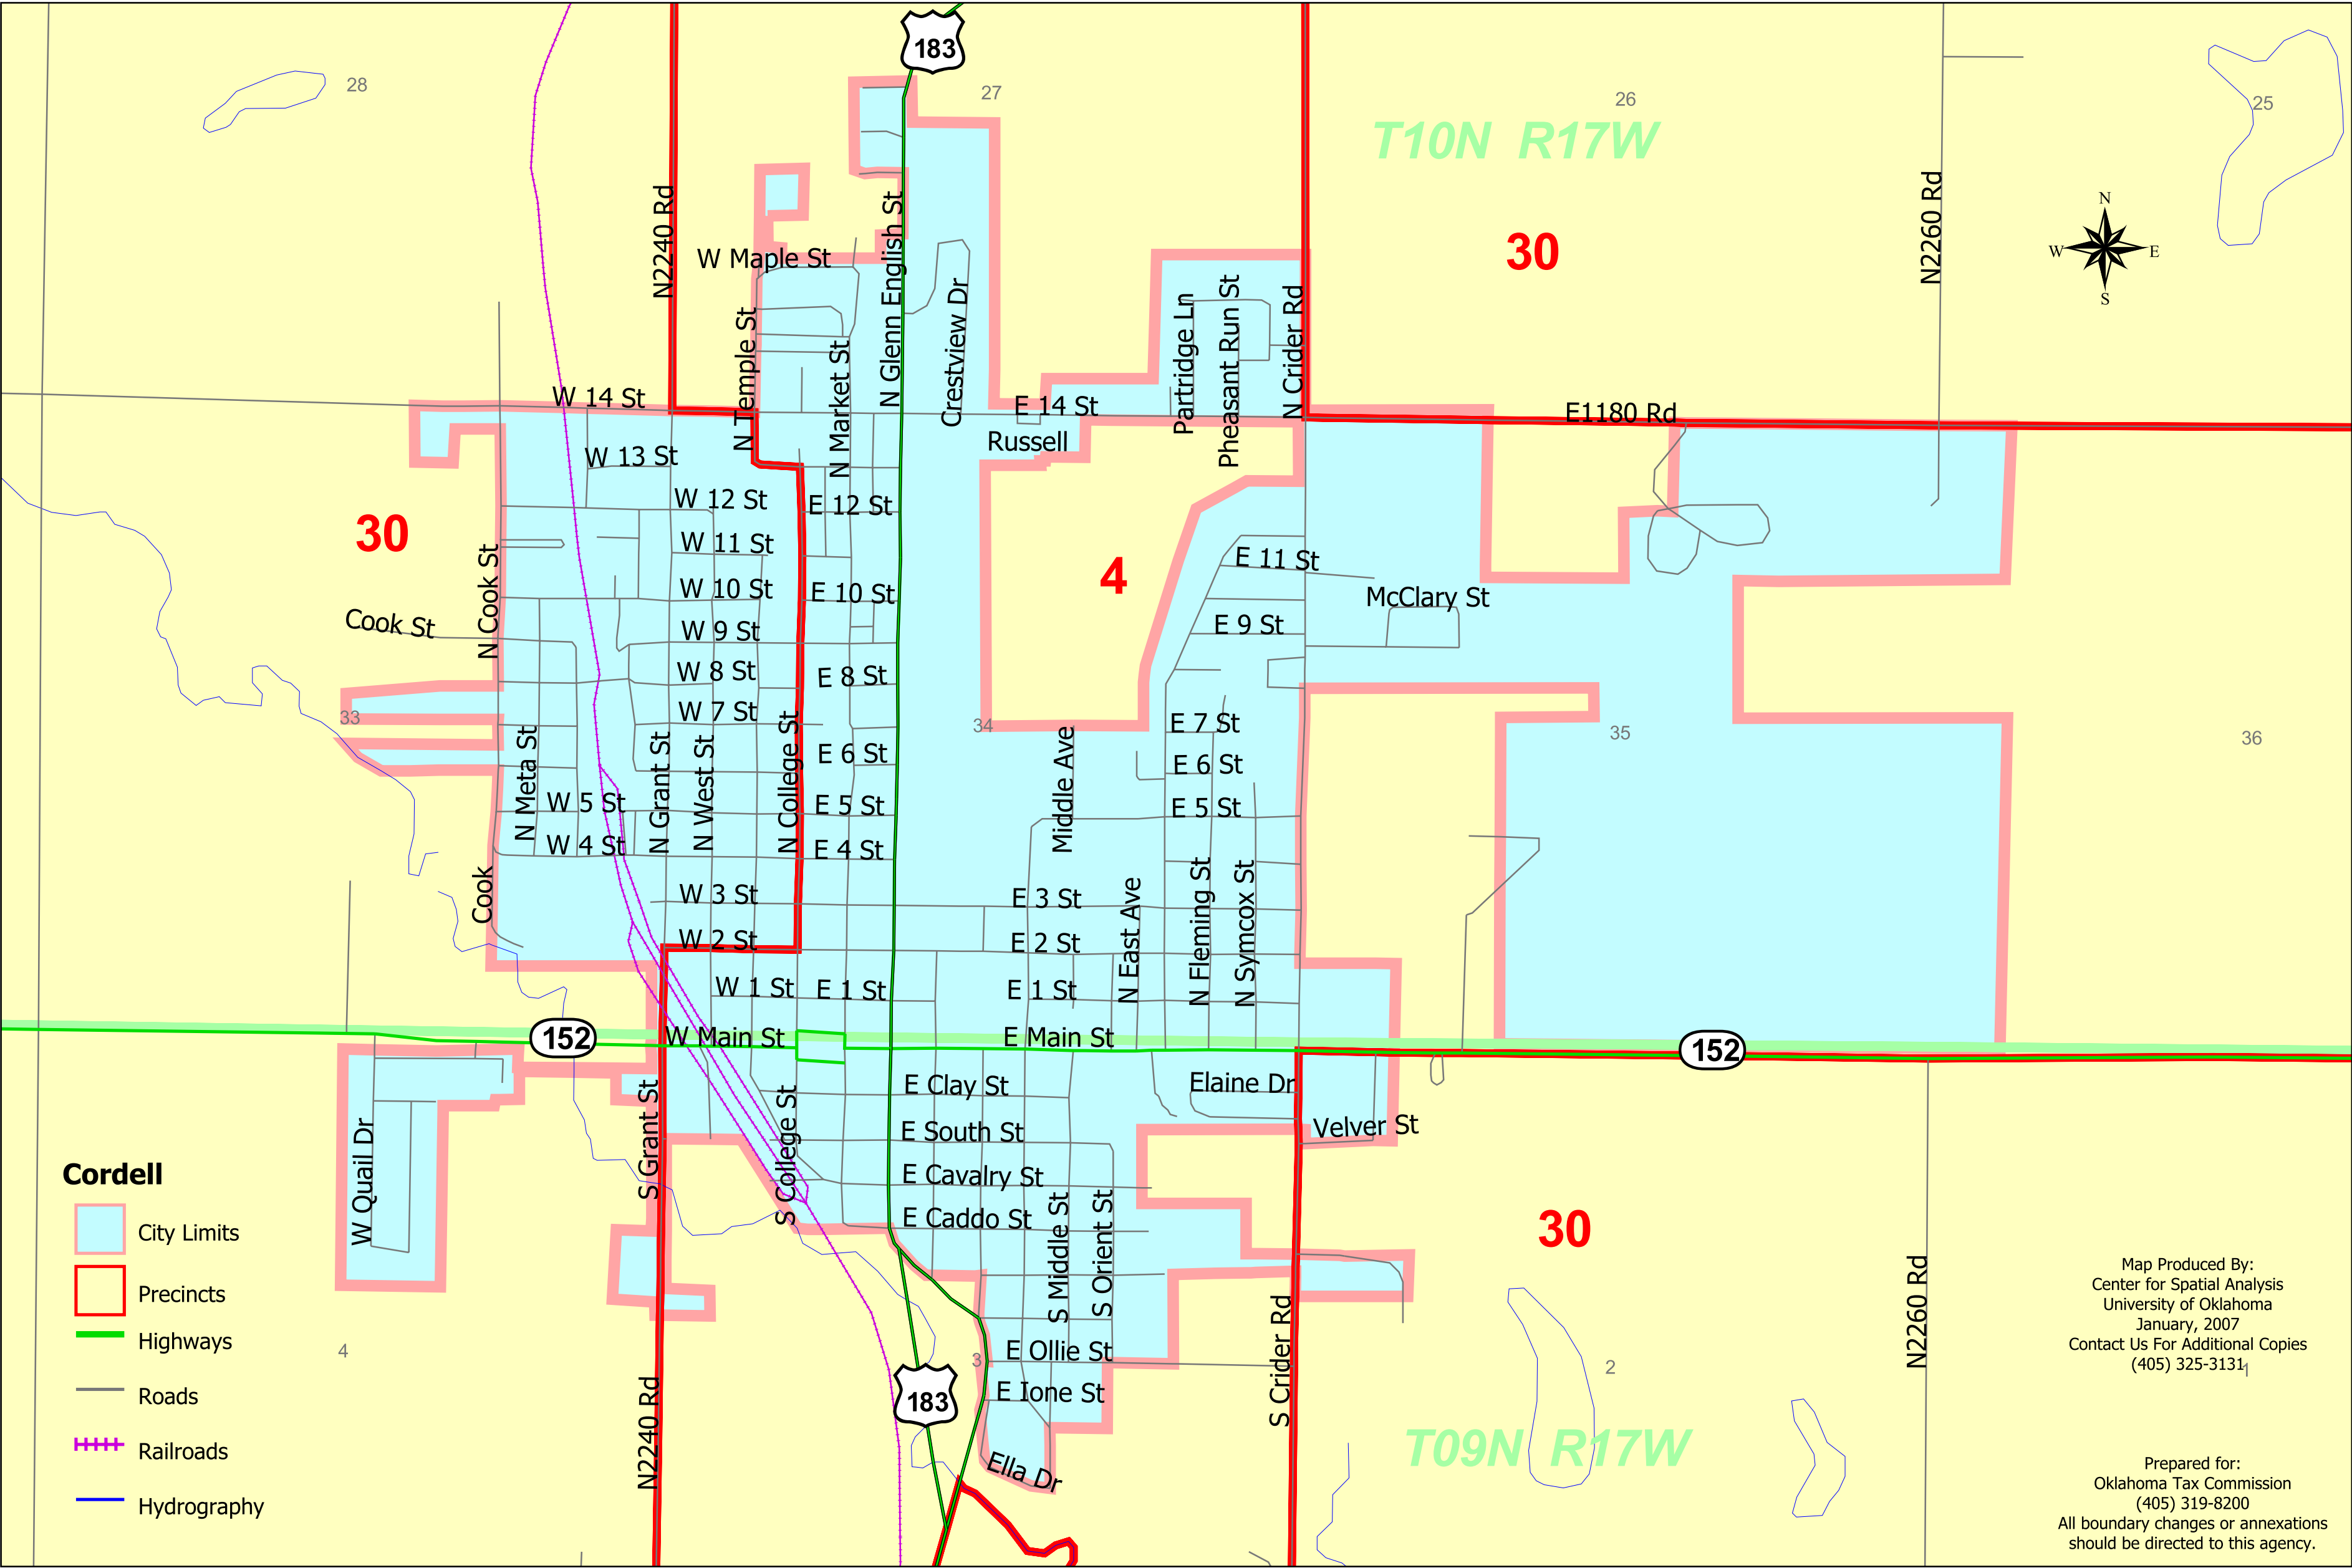 183
28
27
26
25
T10N R17W
N2240 Rd
N Glenn English St
N2260 Rd
N
W
E
S
30
W Maple St
Crestview Dr
Partridge Ln
Pheasant Run St
N Crider Rd
N Temple St
N Market St
W 14 St
E 14 St
E1180 Rd
Russell
W 13 St
W 12 St
E 12 St
30
W 11 St
E 11 St
4
N Cook St
W 10 St
E 10 St
McClary St
Cook St
W 9 St
E 9 St
W 8 St
E 8 St
33
W 7 St
34
E 7 St
35
36
N Meta St
N Grant St
N West St
N College St
E 6 St
Middle Ave
E 6 St
W 5 St
E 5 St
E 5 St
W 4 St
E 4 St
Cook
W 3 St
E 3 St
N East Ave
N Fleming St
N Symcox St
W 2 St
E 2 St
W 1 St
E 1 St
E 1 St
152
W Main St
E Main St
152
E Clay St
Elaine Dr
S Grant St
S College St
W Quail Dr
E South St
Velver St
E Cavalry St
E Caddo St
S Middle St
S Orient St
30
Cordell
City Limits
Precincts
Highways
Roads
Railroads
Hydrography
4
3
2
1
E Ollie St
S Crider Rd
N2260 Rd
N2240 Rd
183
E Ione St
Ella Dr
T09N R17W
Map Produced By:
Center for Spatial Analysis
University of Oklahoma
January, 2007
Contact Us For Additional Copies
(405) 325-3131
Prepared for:
Oklahoma Tax Commission
(405) 319-8200
All boundary changes or annexations
should be directed to this agency.